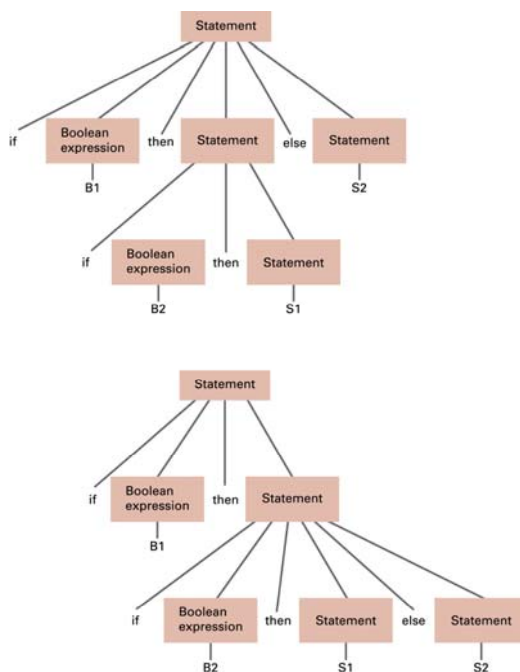 Statement
if Boolean expression then Statement else Statement
B1 S2
if Boolean expression then Statement
B2 S1
Statement
if Boolean expression then Statement
B1
if Boolean expression then Statement else Statement
B2 S1 S2